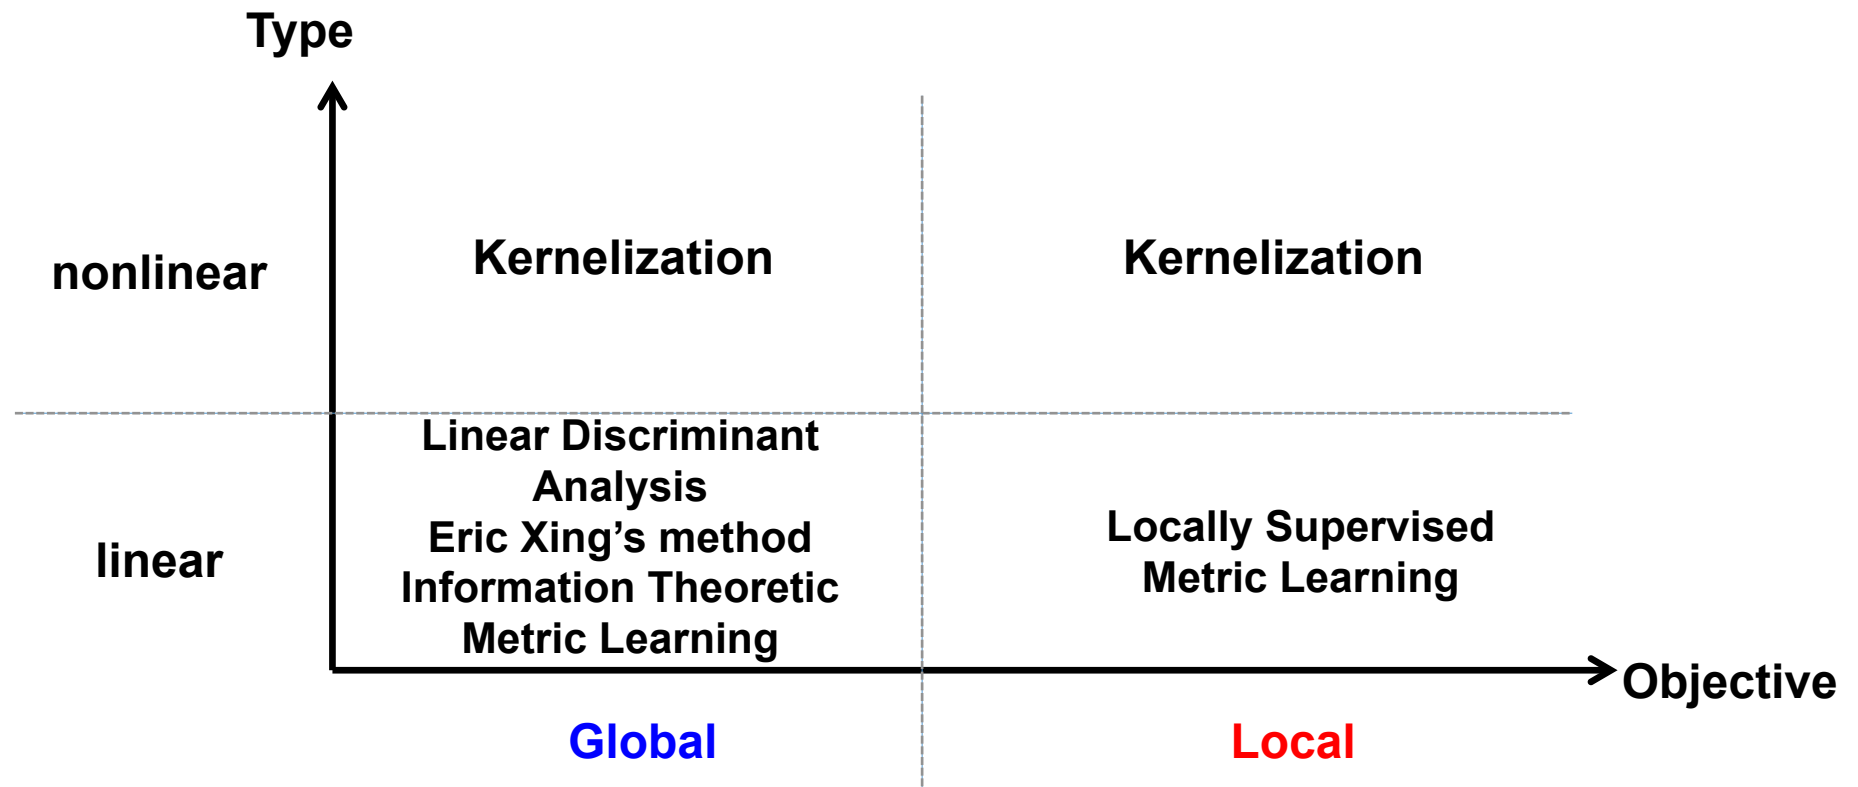 Type
nonlinear
Kernelization
Kernelization
linear
Linear Discriminant
Analysis
Eric Xing’s method
Information Theoretic
Metric Learning
Locally Supervised
Metric Learning
Objective
Global
Local